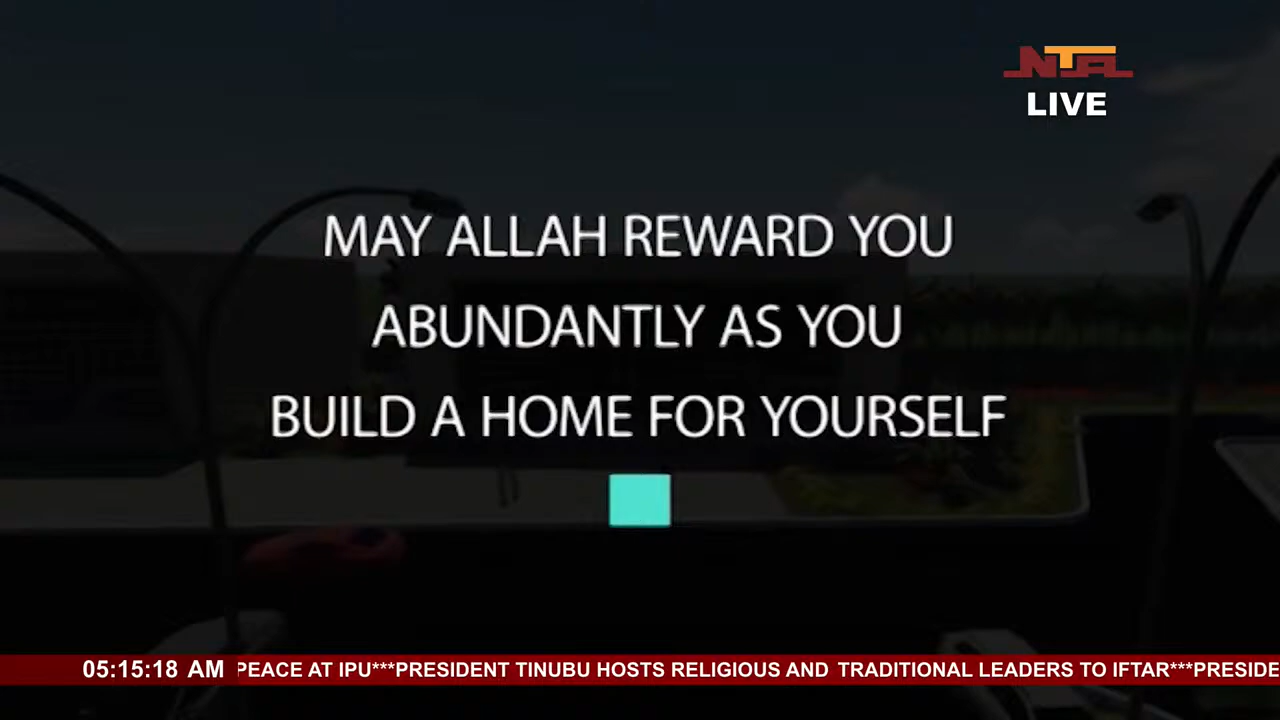 NTA
LIVE
MAY ALLAH REWARD YOU
ABUNDANTLY AS YOU
BUILD A HOME FOR YOURSELF
05:15:18 AM PEACE AT IPU***PRESIDENT TINUBU HOSTS RELIGIOUS AND TRADITIONAL LEADERS TO IFTAR***PRESIDE